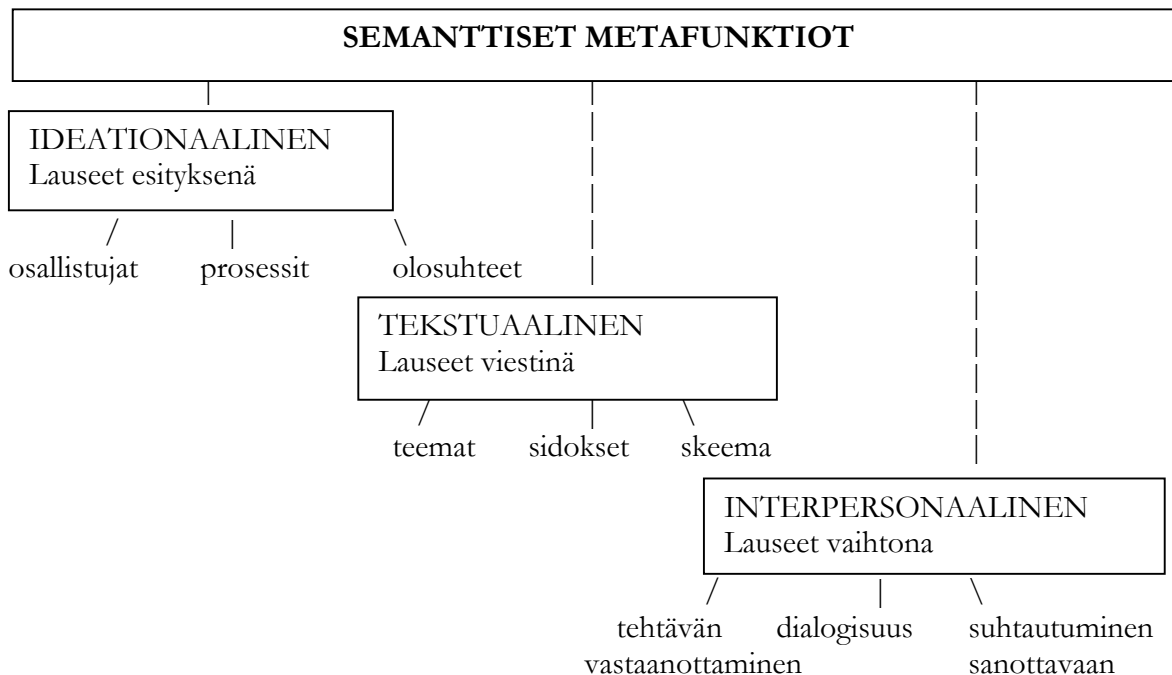 SEMANTTISET METAFUNKTIOT
IDEATIONAALINEN
Lauseet esityksenä
osallistujat prosessit olosuhteet
TEKSTUAALINEN
Lauseet viestinä
teemat sidokset skeema
INTERPERSONAALINEN
Lauseet vaihtona
tehtävän dialogisuus suhtautuminen
vastaanottaminen sanottavaan